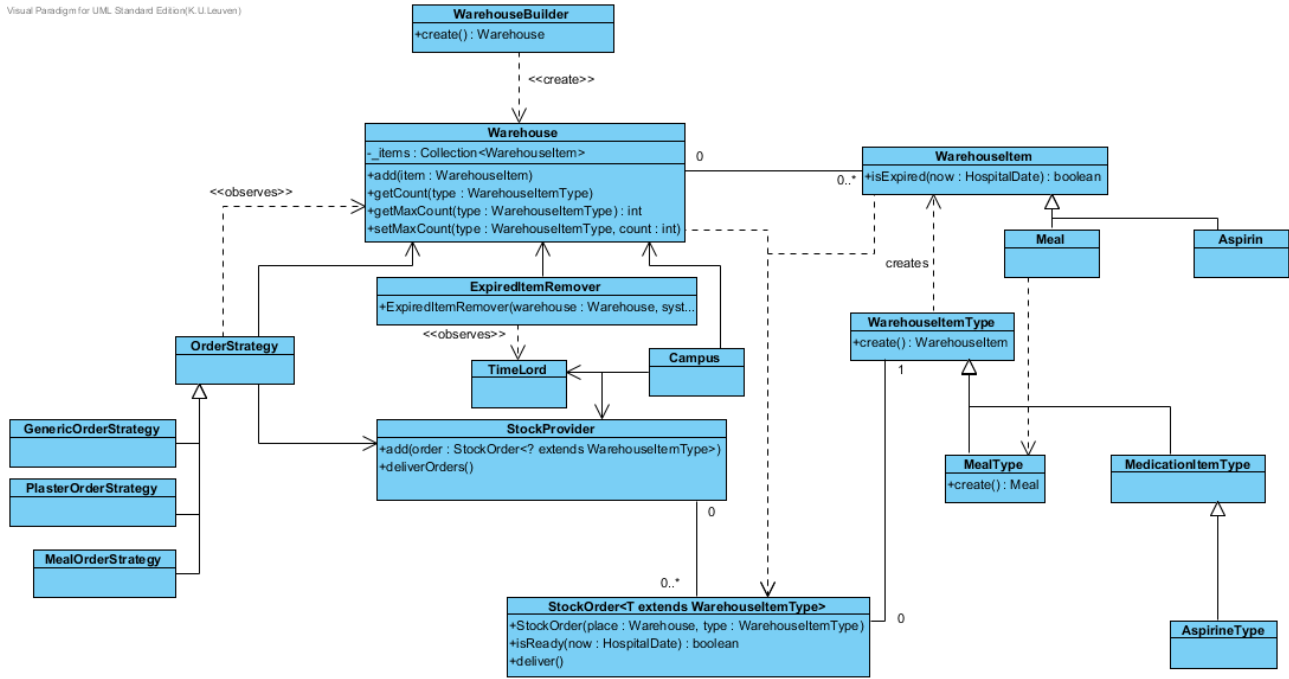 Visual Paradigm for UML Standard Edition(K.U.Leuven)
WarehouseBuilder
+create() : Warehouse
<<create>>
Warehouse
-_items : Collection<WarehouseItem>
+add(item : WarehouseItem)
+getCount(type : WarehouseItemType)
+getMaxCount(type : WarehouseItemType) : int
+setMaxCount(type : WarehouseItemType, count : int)
0
0..*
WarehouseItem
+isExpired(now : HospitalDate) : boolean
<<observes>>
Meal
Aspirin
creates
ExpiredItemRemover
+ExpiredItemRemover(warehouse : Warehouse, syst...
<<observes>>
WarehouseItemType
+create() : WarehouseItem
OrderStrategy
TimeLord
Campus
1
GenericOrderStrategy
StockProvider
+add(order : StockOrder<? extends WarehouseItemType>)
+deliverOrders()
MealType
+create() : Meal
MedicationItemType
PlasterOrderStrategy
0
MealOrderStrategy
0..*
StockOrder<T extends WarehouseItemType>
+StockOrder(place : Warehouse, type : WarehouseItemType)
+isReady(now : HospitalDate) : boolean
+deliver()
0
AspirineType